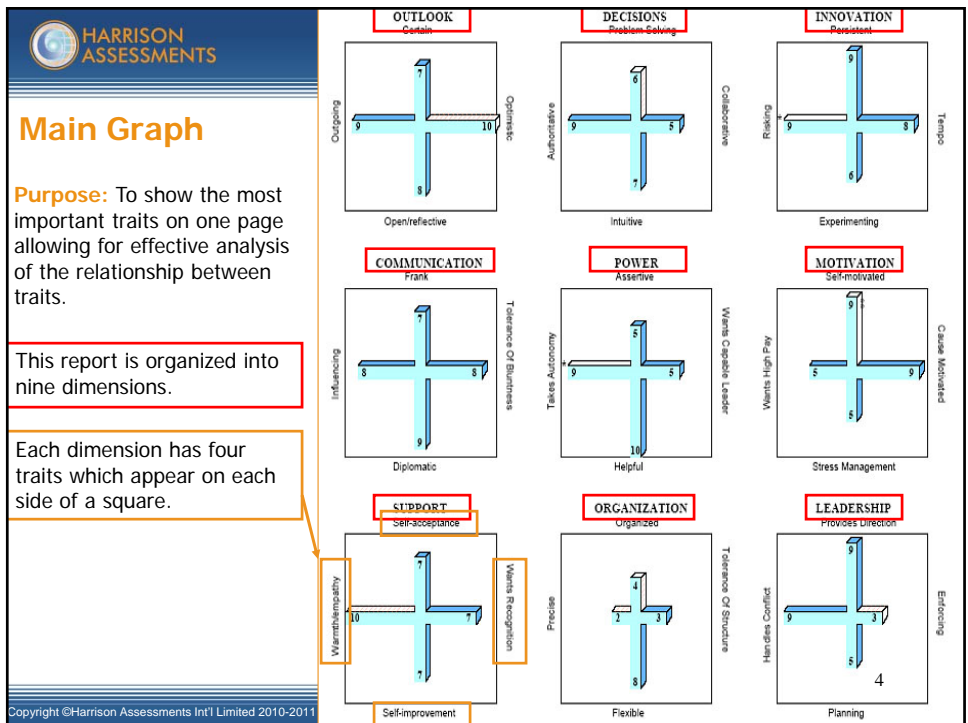 HARRISON
ASSESSMENTS
Main Graph
Purpose: To show the most
important traits on one page
allowing for effective analysis
of the relationship between
traits.
This report is organized into
nine dimensions.
Each dimension has four
traits which appear on each
side of a square.
Copyright ©Harrison Assessments Int'l Limited 2010-2011
OUTLOOK
Certain
Outgoing
Optimistic
7
9
10
8
Open/reflective
DECISIONS
Problem Solving
Authoritative
Collaborative
6
9
5
7
Intuitive
INNOVATION
Persistent
Risking
Tempo
9
9
8
6
Experimenting
COMMUNICATION
Frank
Influencing
Tolerance Of Bluntness
7
8
8
9
Diplomatic
POWER
Assertive
Takes Autonomy
Wants Capable Leader
5
9
5
10
Helpful
MOTIVATION
Self-motivated
Wants High Pay
Cause Motivated
9
5
9
5
Stress Management
SUPPORT
Self-acceptance
Warmth/empathy
Wants Recognition
7
10
7
7
Self-improvement
ORGANIZATION
Organized
Precise
Tolerance Of Structure
4
2
3
8
Flexible
LEADERSHIP
Provides Direction
Handles Conflict
Enforcing
9
9
3
5
Planning
4